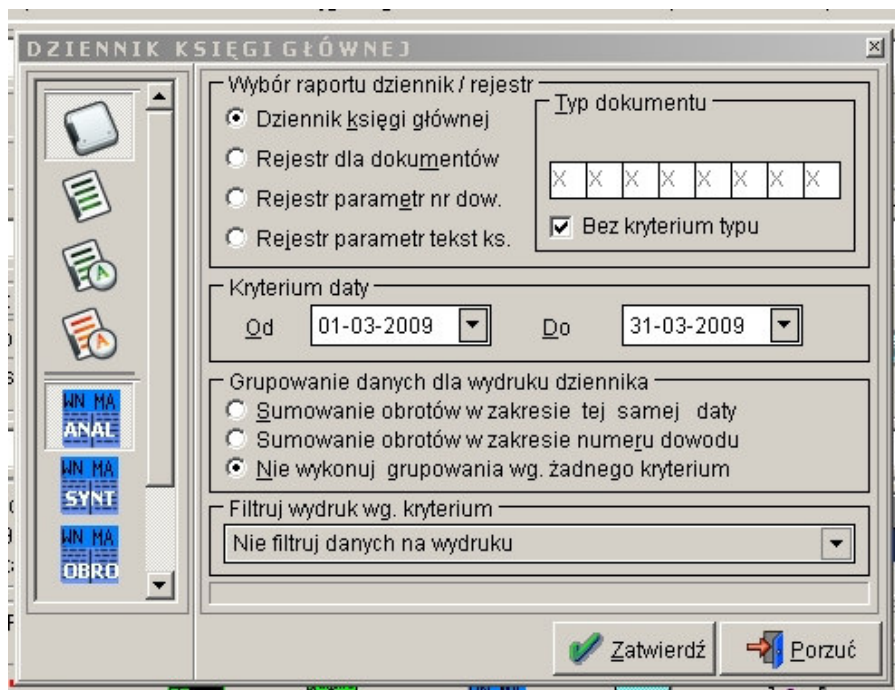 DZIENNIK KSIĘGI GŁÓWNEJ
Wybór raportu dziennik / rejestr
Dziennik księgi głównej
Rejestr dla dokumentów
Rejestr parametr nr dow.
Rejestr parametr tekst ks.
Typ dokumentu
X X X X X X X X
Bez kryterium typu
Kryterium daty
Od 01-03-2009 Do 31-03-2009
Grupowanie danych dla wydruku dziennika
Sumowanie obrotów w zakresie tej samej daty
Sumowanie obrotów w zakresie numeru dowodu
Nie wykonuj grupowania wg. żadnego kryterium
Filtruj wydruk wg. kryterium
Nie filtruj danych na wydruku
WN MA
ANAL
WN MA
SYNT
WN MA
OBRO
Zatwierdź Porzuć